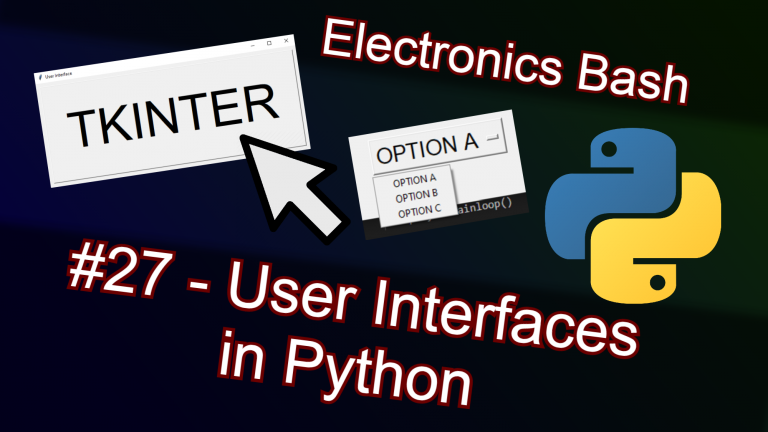 Electronics Bash
User Interface
TKINTER
OPTION A
OPTION A
OPTION B
OPTION C
ainloop()
#27 - User Interfaces
in Python